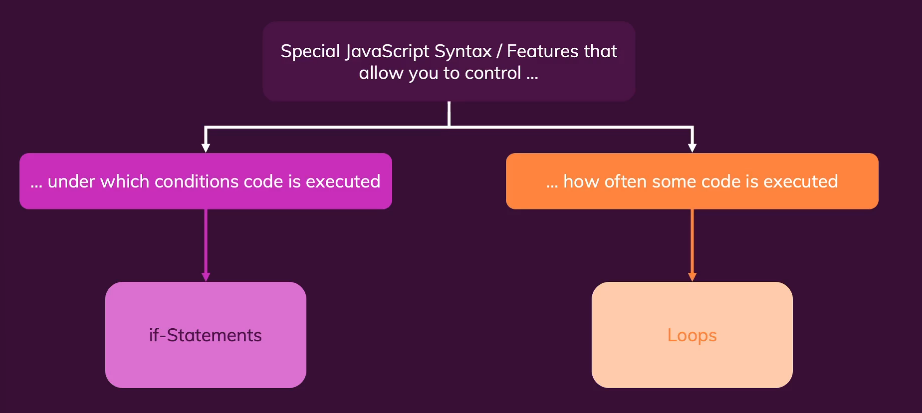 Special JavaScript Syntax / Features that
allow you to control ...
... under which conditions code is executed
... how often some code is executed
if-Statements
Loops